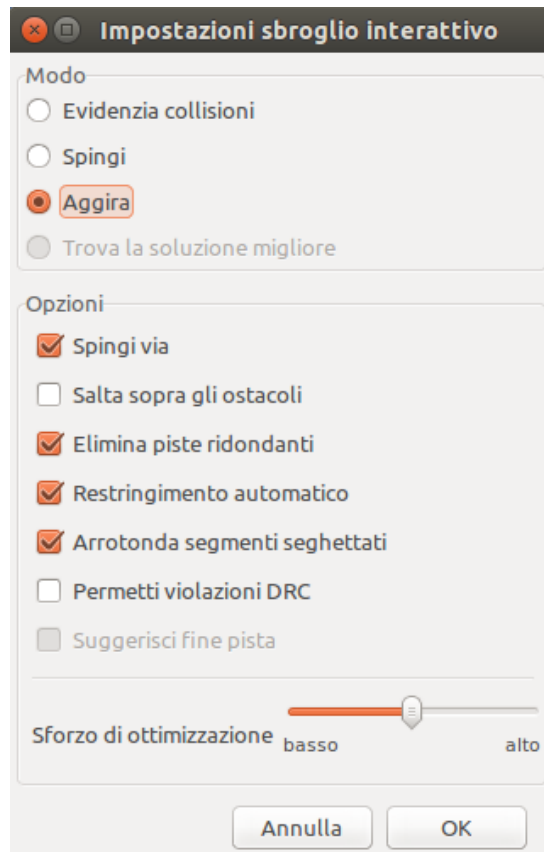 Impostazioni sbroglio interattivo
Modo
Evidenzia collisioni
Spingi
Aggira
Trova la soluzione migliore
Opzioni
Spingi via
Salta sopra gli ostacoli
Elimina piste ridondanti
Restringimento automatico
Arrotonda segmenti seghettati
Permetti violazioni DRC
Suggerisci fine pista
Sforzo di ottimizzazione basso alto
Annulla OK